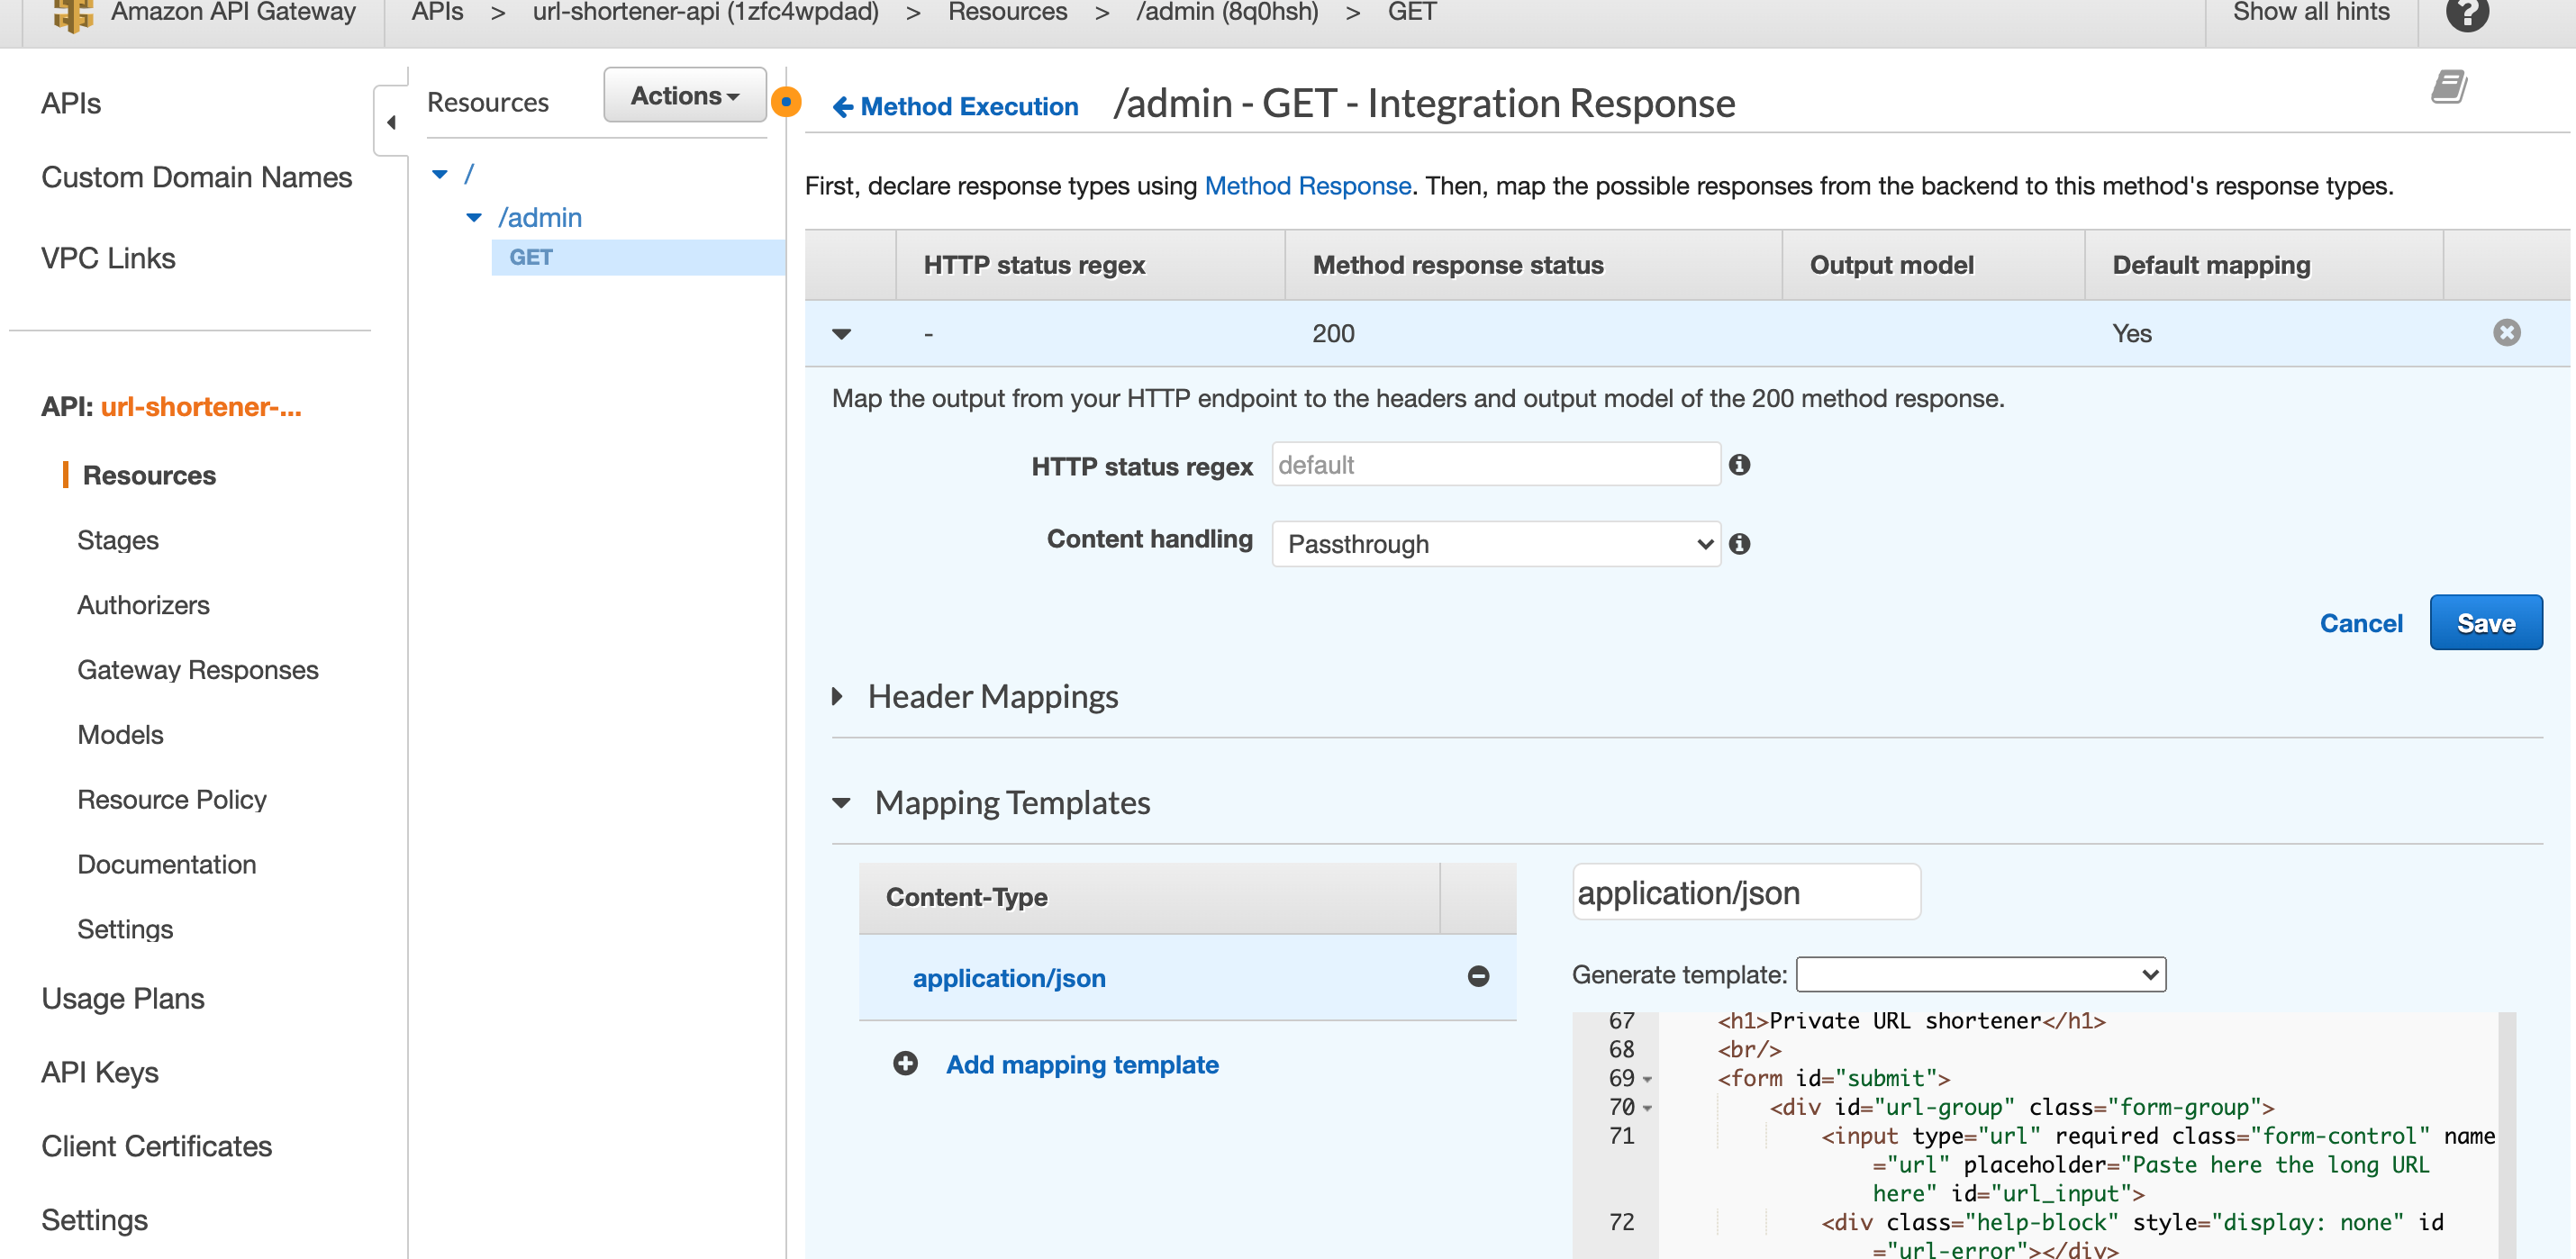 Amazon API Gateway
APIs > url-shortener-api (1zfc4wpdad) > Resources > /admin (8q0hsh) > GET
Show all hints
?
APIs
Custom Domain Names
VPC Links
API: url-shortener-...
Resources
Stages
Authorizers
Gateway Responses
Models
Resource Policy
Documentation
Settings
Usage Plans
API Keys
Client Certificates
Settings
Resources
Actions
/
/admin
GET
Method Execution /admin - GET - Integration Response
First, declare response types using Method Response. Then, map the possible responses from the backend to this method's response types.
HTTP status regex Method response status Output model Default mapping
- 200 Yes
Map the output from your HTTP endpoint to the headers and output model of the 200 method response.
HTTP status regex default
Content handling Passthrough
Cancel Save
Header Mappings
Mapping Templates
Content-Type
application/json
Add mapping template
application/json
Generate template:
67 <h1>Private URL shortener</h1>
68 <br/>
69 <form id="submit">
70 <div id="url-group" class="form-group">
71 <input type="url" required class="form-control" name
="url" placeholder="Paste here the long URL
here" id="url_input">
72 <div class="help-block" style="display: none" id
="url-error"></div>